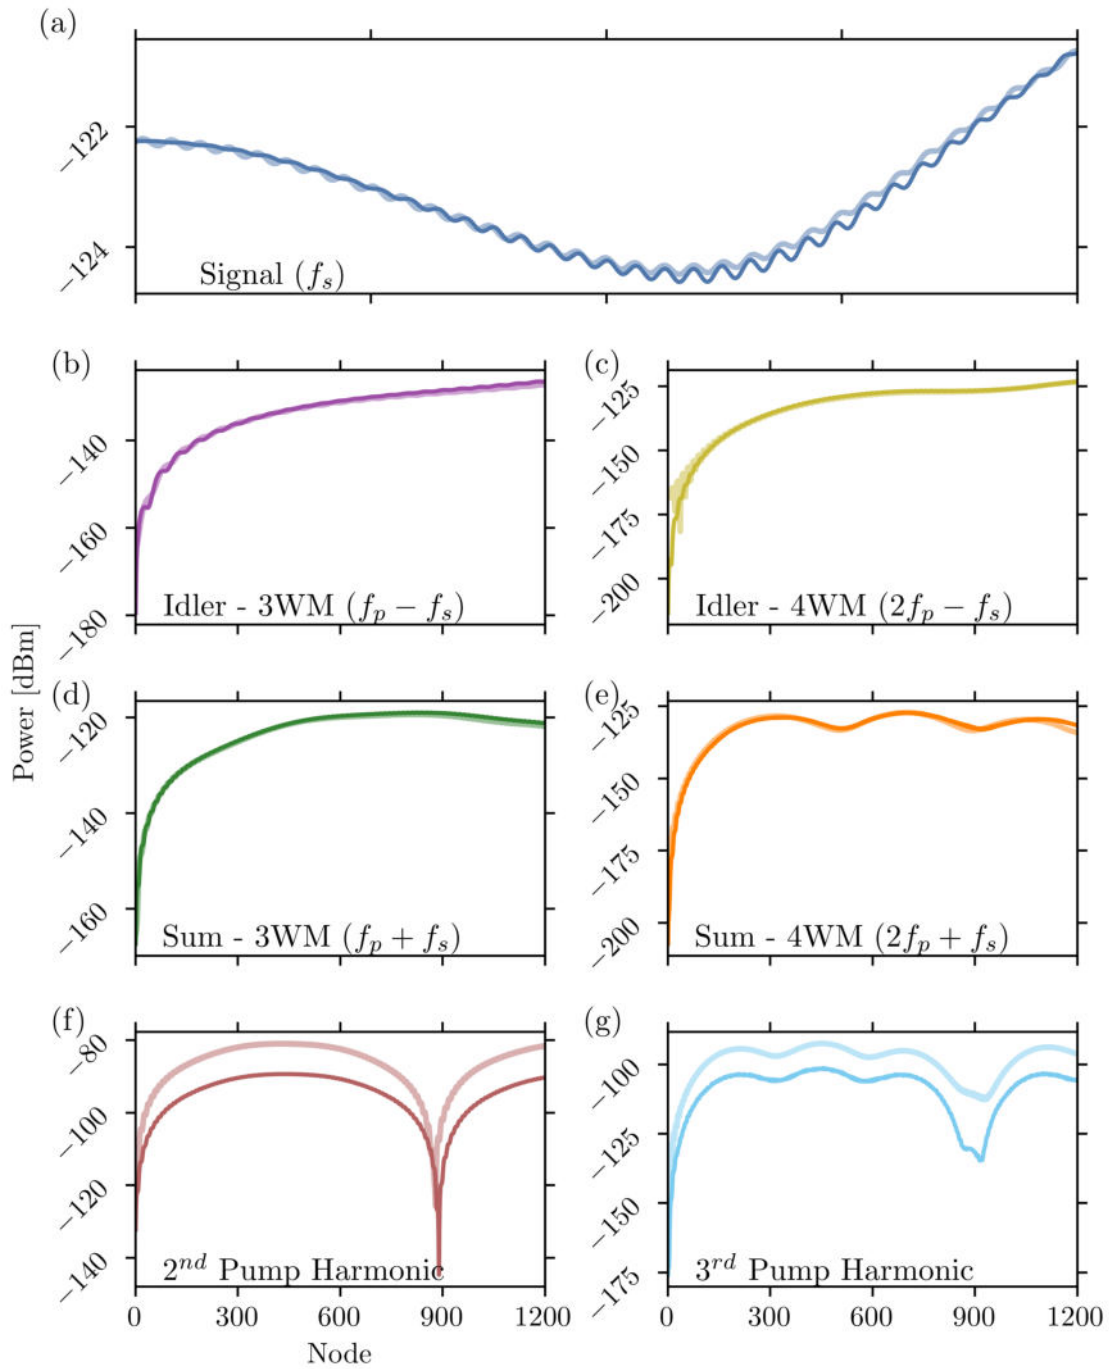 (a)
−122
−124
Signal (f_s)
(b)
−140
−160
−180
Idler - 3WM (f_p − f_s)
(c)
−125
−150
−175
−200
Idler - 4WM (2f_p − f_s)
Power [dBm]
(d)
−120
−140
−160
Sum - 3WM (f_p + f_s)
(e)
−125
−150
−175
−200
Sum - 4WM (2f_p + f_s)
(f)
−80
−100
−120
−140
2^nd Pump Harmonic
0 300 600 900 1200
Node
(g)
−100
−125
−150
−175
3^rd Pump Harmonic
0 300 600 900 1200